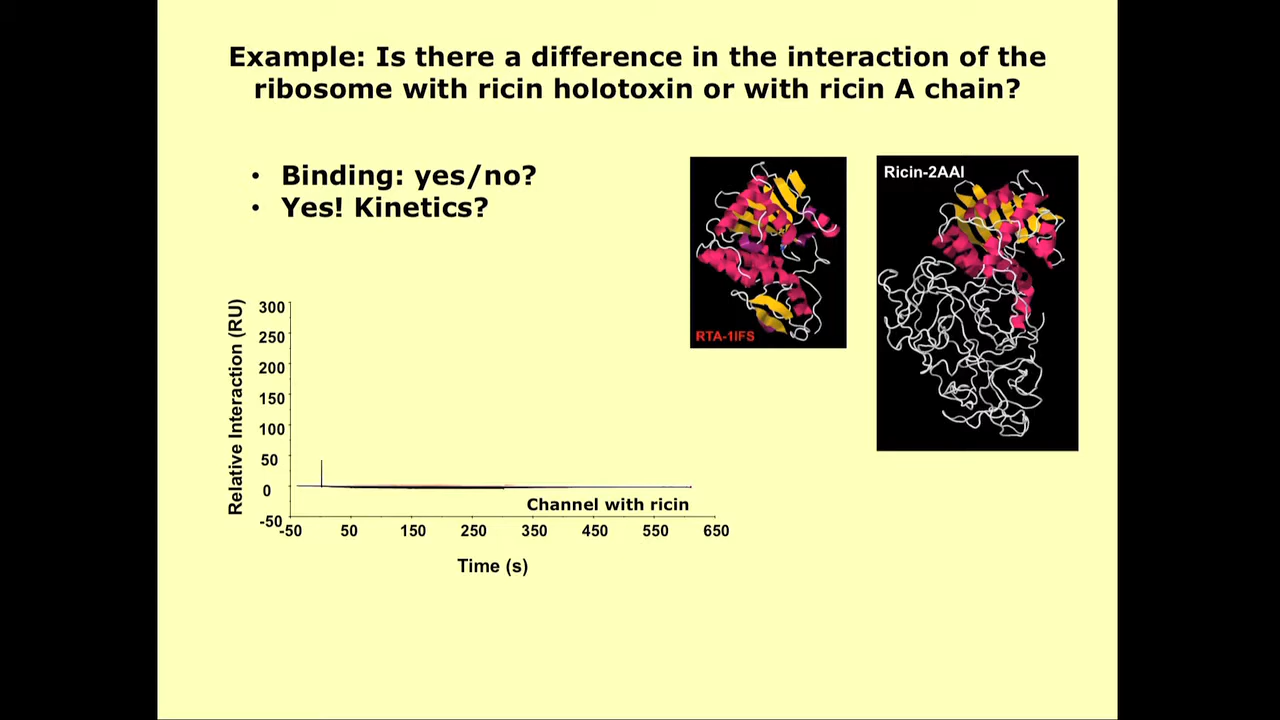 Example: Is there a difference in the interaction of the
ribosome with ricin holotoxin or with ricin A chain?
• Binding: yes/no?
• Yes! Kinetics?
RTA-1IFS
Ricin-2AAI
Relative Interaction (RU)
300
250
200
150
100
50
0
-50
Channel with ricin
-50 50 150 250 350 450 550 650
Time (s)